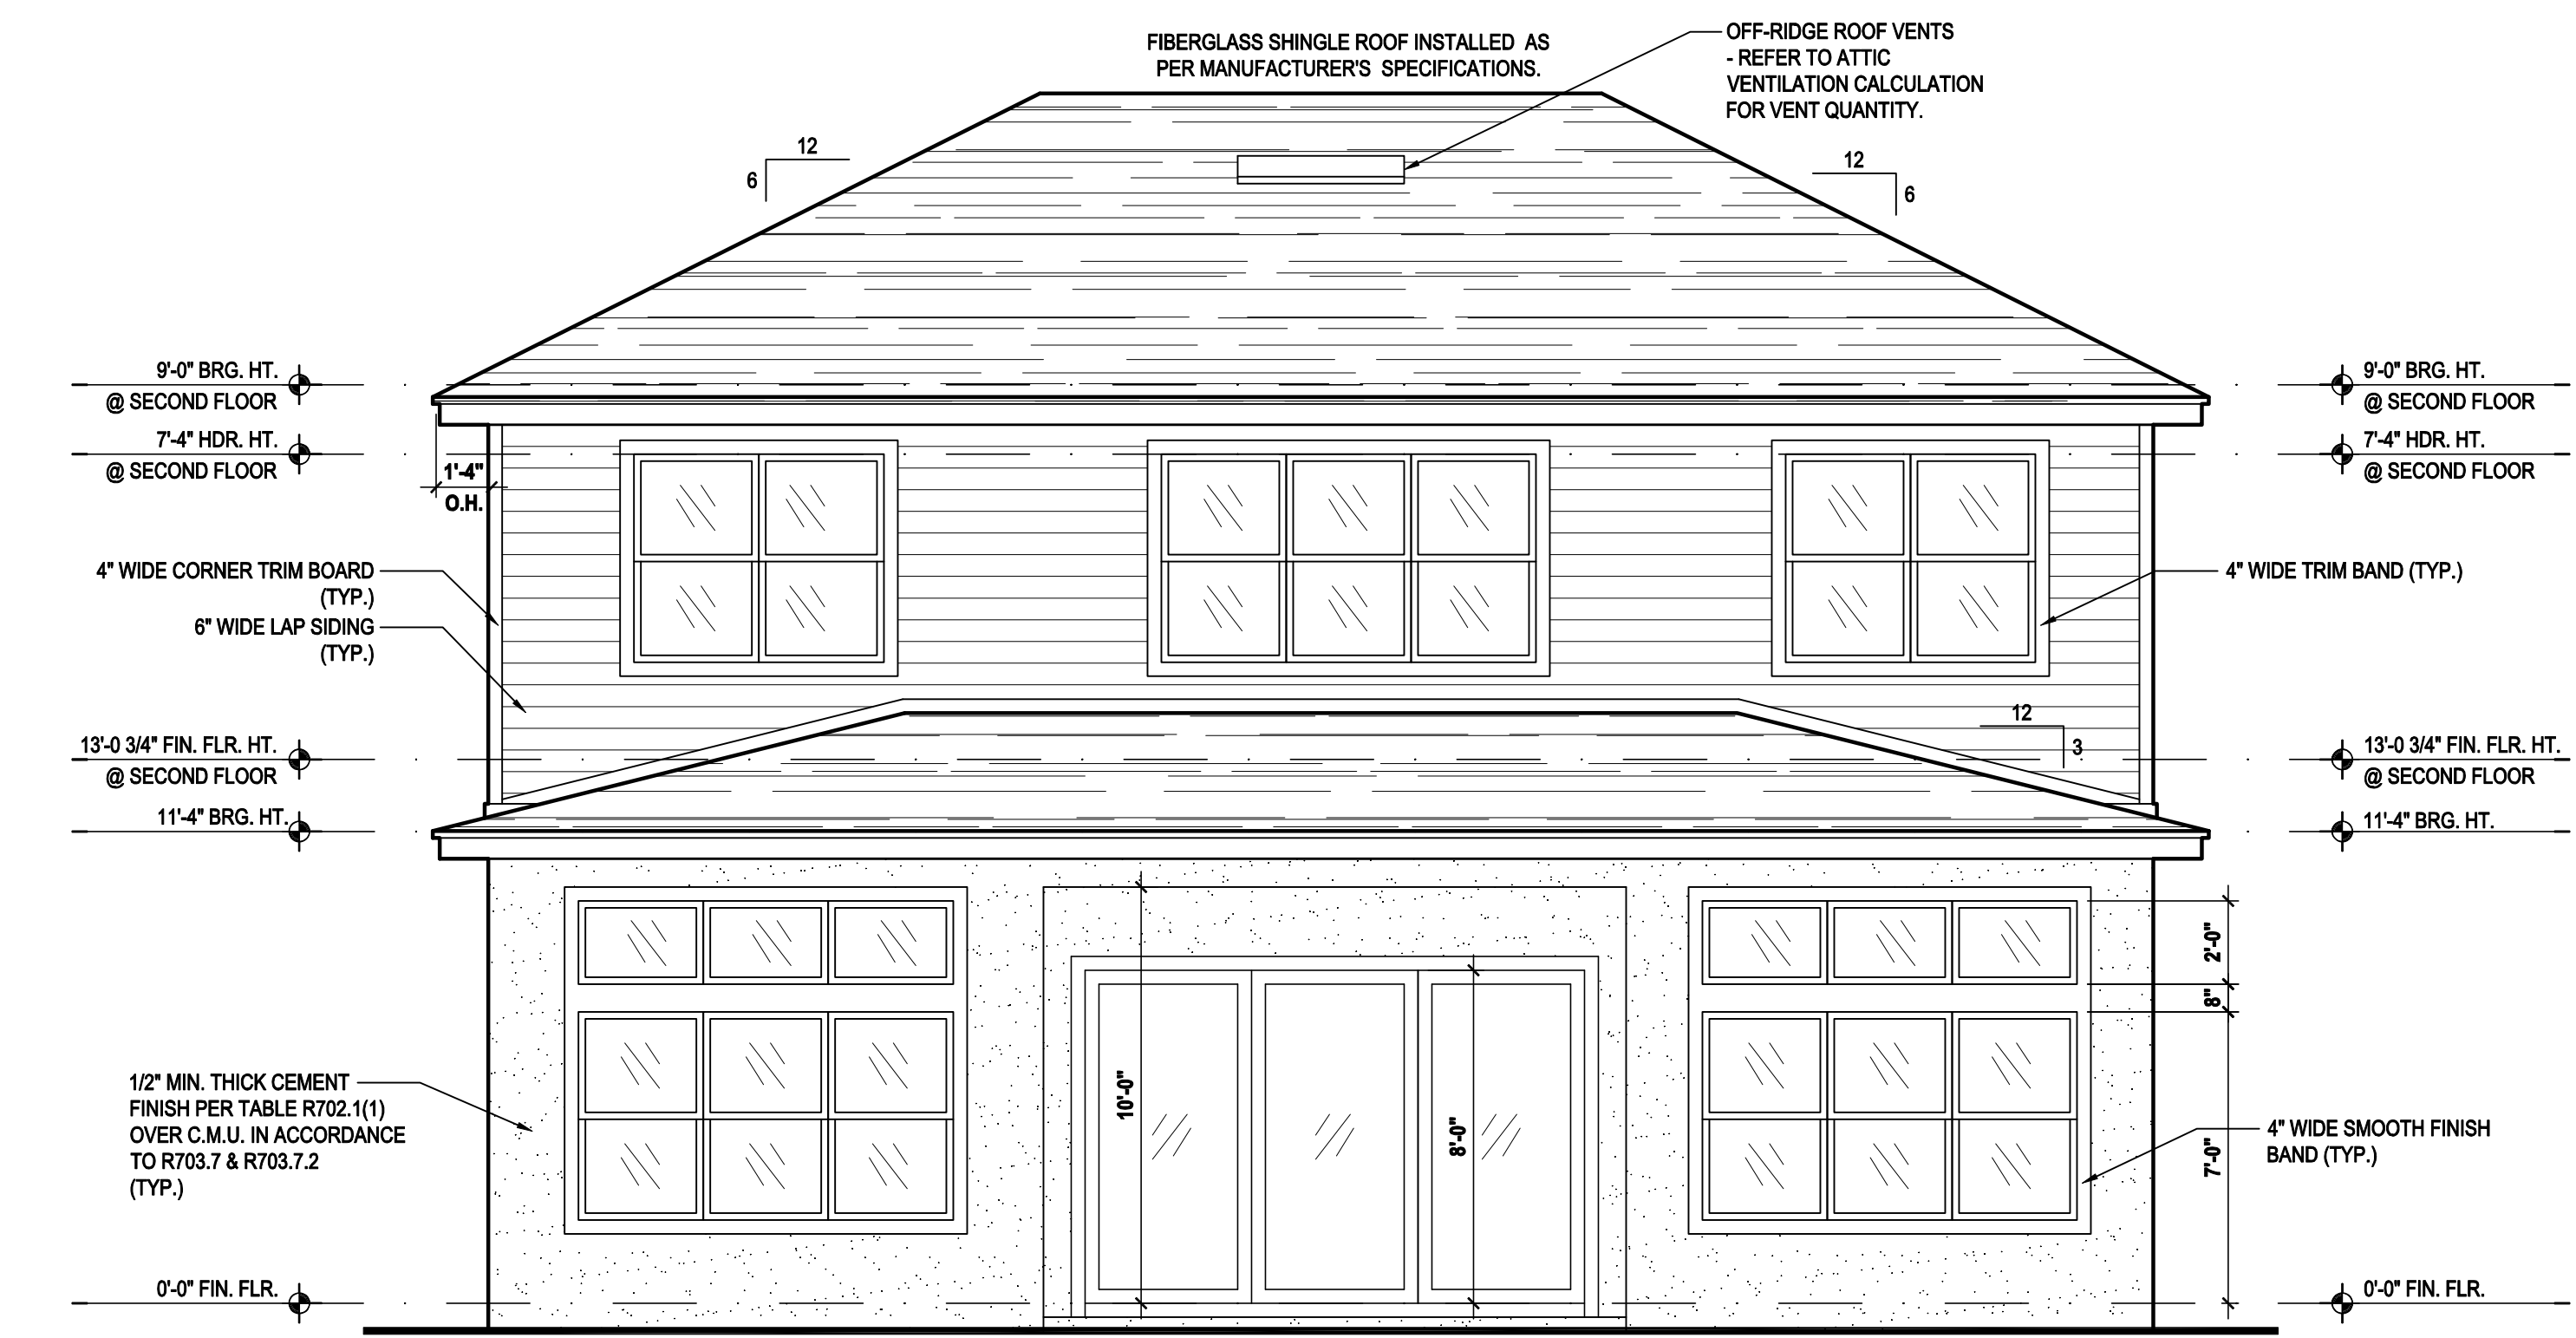 FIBERGLASS SHINGLE ROOF INSTALLED AS
PER MANUFACTURER'S SPECIFICATIONS.
OFF-RIDGE ROOF VENTS
- REFER TO ATTIC
VENTILATION CALCULATION
FOR VENT QUANTITY.
12
6
12
6
9'-0" BRG. HT.
@ SECOND FLOOR
9'-0" BRG. HT.
@ SECOND FLOOR
7'-4" HDR. HT.
@ SECOND FLOOR
7'-4" HDR. HT.
@ SECOND FLOOR
1'-4"
O.H.
4" WIDE CORNER TRIM BOARD
(TYP.)
6" WIDE LAP SIDING
(TYP.)
4" WIDE TRIM BAND (TYP.)
12
3
13'-0 3/4" FIN. FLR. HT.
@ SECOND FLOOR
13'-0 3/4" FIN. FLR. HT.
@ SECOND FLOOR
11'-4" BRG. HT.
11'-4" BRG. HT.
2'-0"
8"
7'-0"
10'-0"
8'-0"
1/2" MIN. THICK CEMENT
FINISH PER TABLE R702.1(1)
OVER C.M.U. IN ACCORDANCE
TO R703.7 & R703.7.2
(TYP.)
4" WIDE SMOOTH FINISH
BAND (TYP.)
0'-0" FIN. FLR.
0'-0" FIN. FLR.